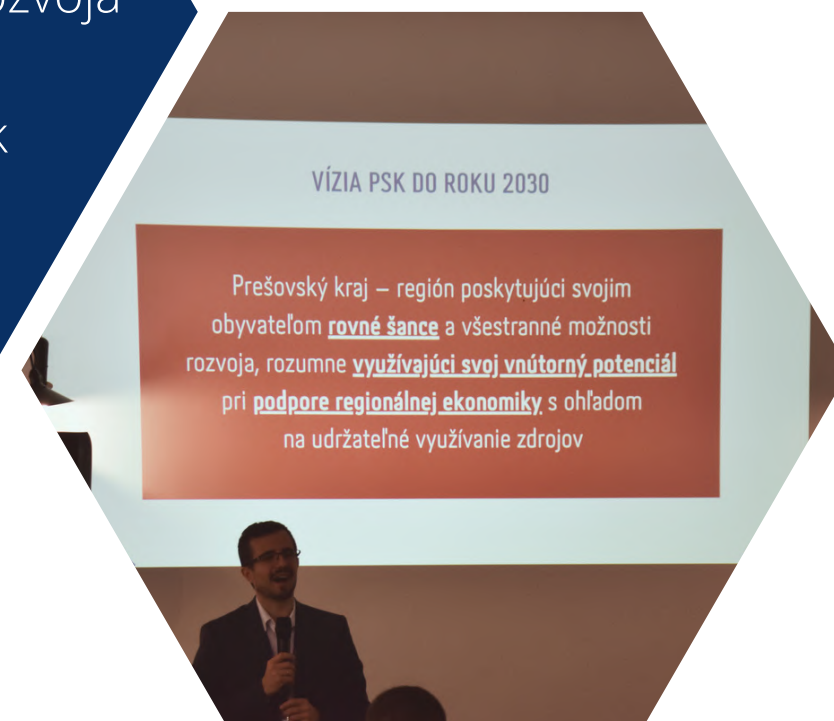 ozvoja
k
VÍZIA PSK DO ROKU 2030
Prešovský kraj – región poskytujúci svojim
obyvateľom rovné šance a všestranné možnosti
rozvoja, rozumne využívajúci svoj vnútorný potenciál
pri podpore regionálnej ekonomiky s ohľadom
na udržateľné využívanie zdrojov